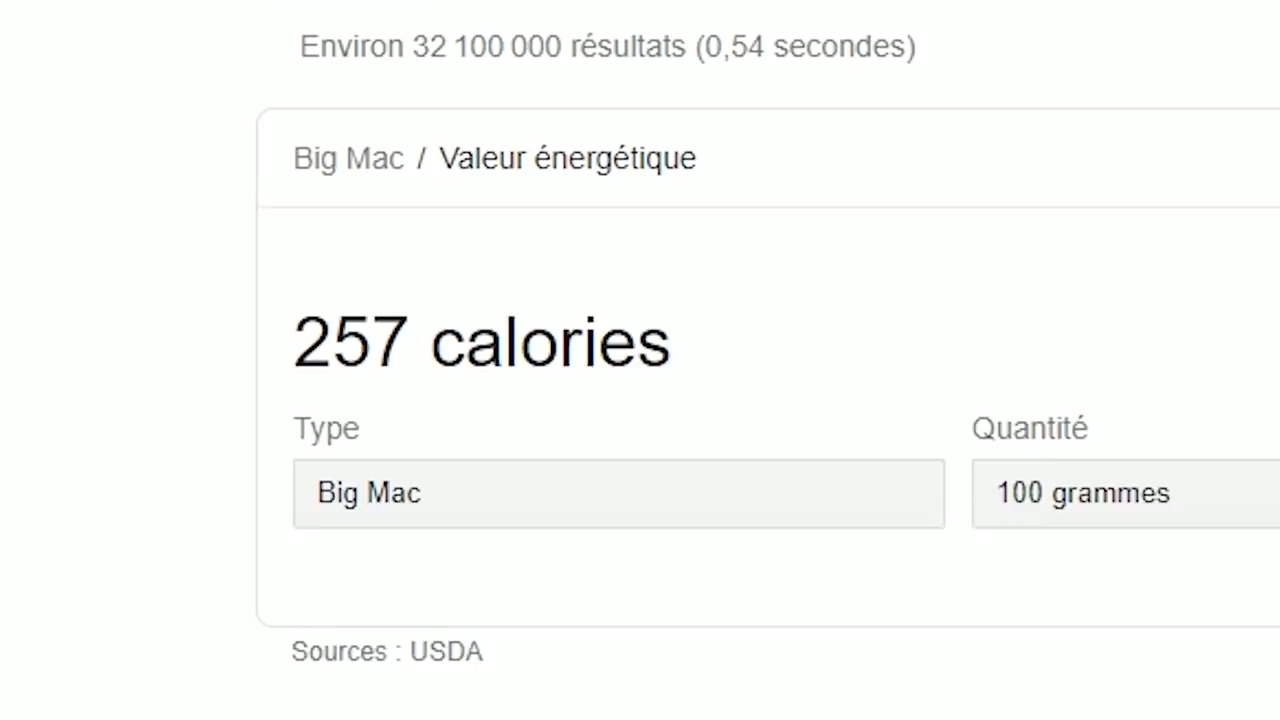 Environ 32 100 000 résultats (0,54 secondes)
Big Mac / Valeur énergétique
257 calories
Type
Quantité
Big Mac
100 grammes
Sources : USDA